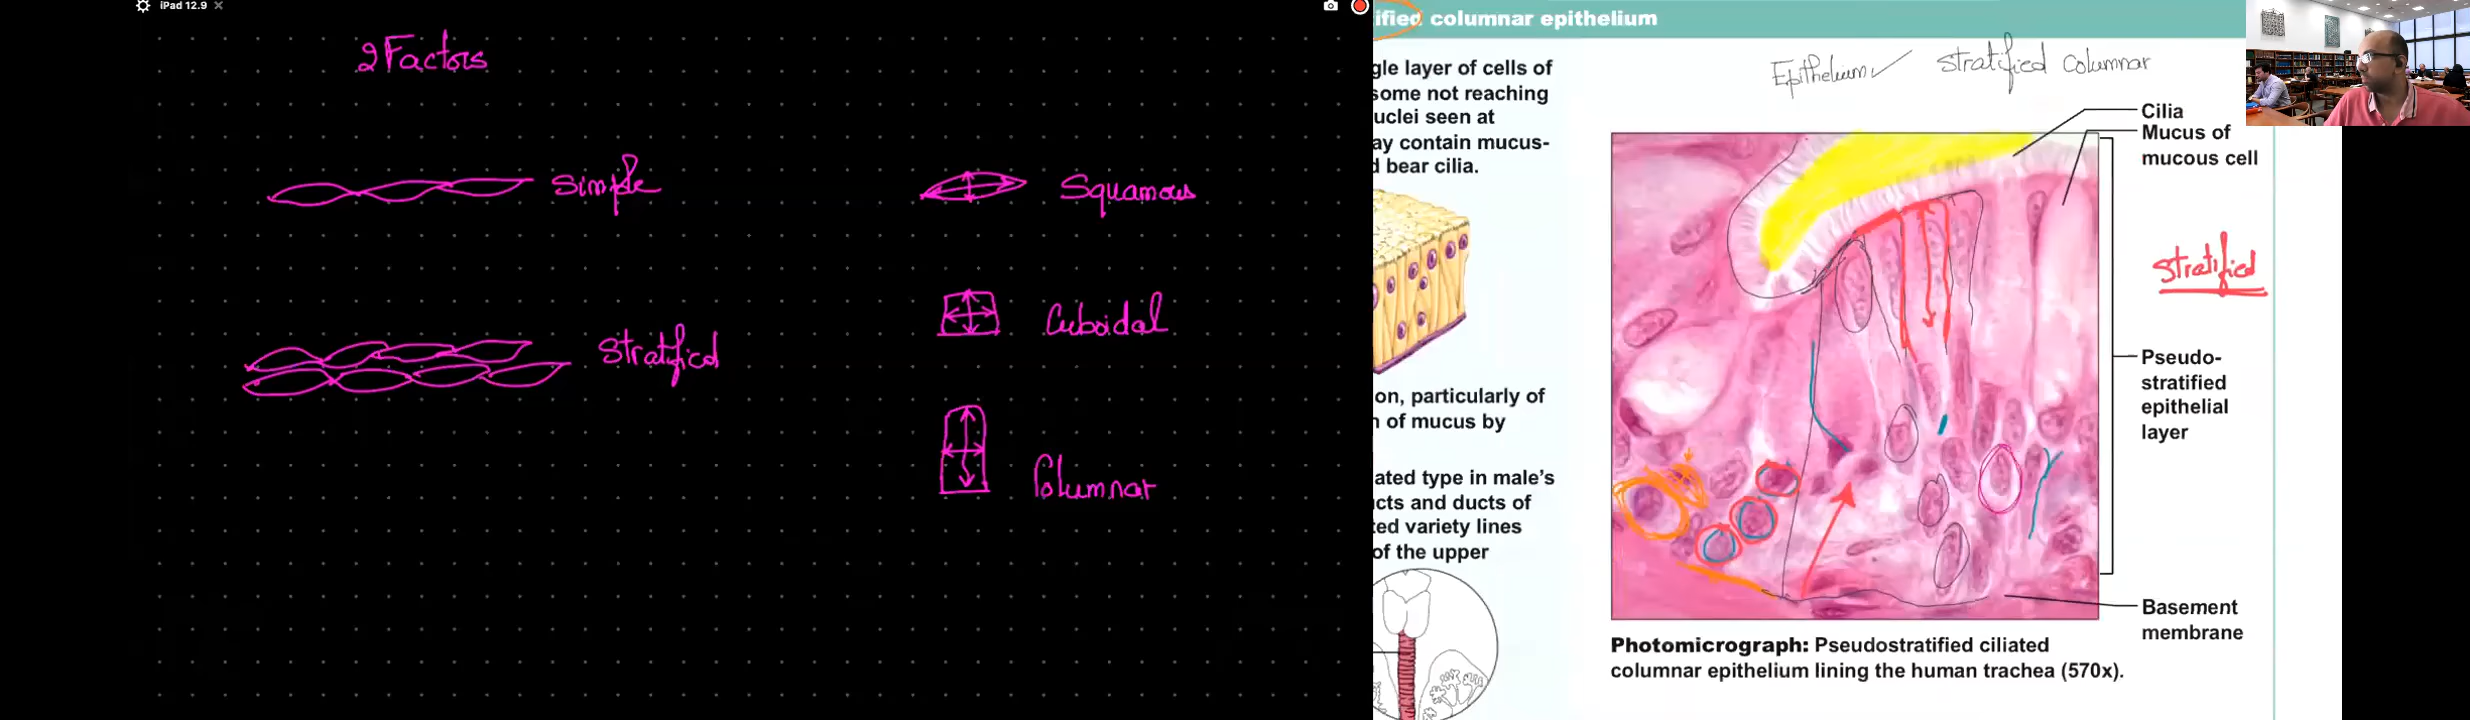 iPad 12.9
2 Factors
Simple
Stratified
Squamous
Cuboidal
Columnar
ified columnar epithelium
gle layer of cells of
some not reaching
uclei seen at
ay contain mucus-
d bear cilia.
on, particularly of
n of mucus by
ated type in male's
cts and ducts of
ted variety lines
of the upper
Epithelium ✓ Stratified Columnar
Cilia
Mucus of
mucous cell
Stratified
Pseudo-
stratified
epithelial
layer
Basement
membrane
Photomicrograph: Pseudostratified ciliated
columnar epithelium lining the human trachea (570x).